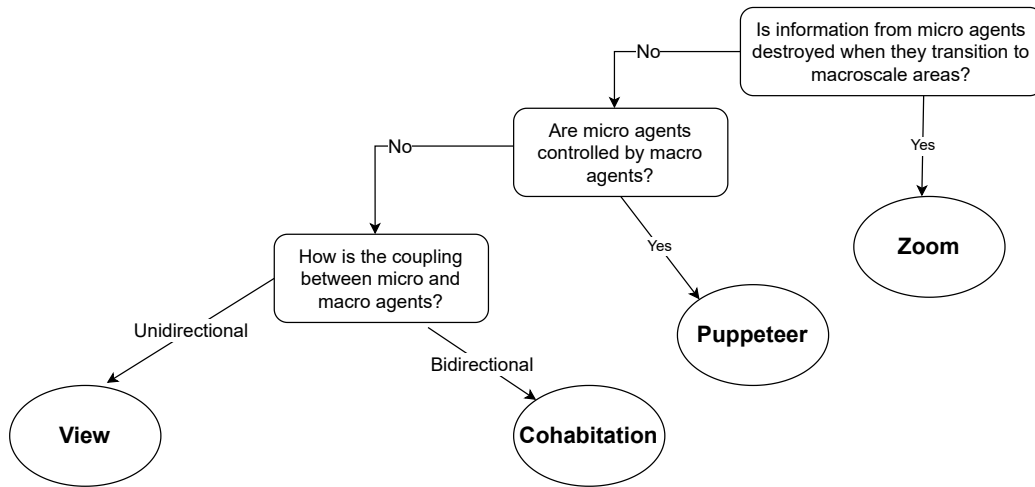 Is information from micro agents
destroyed when they transition to
macroscale areas?
No
Are micro agents
controlled by macro
agents?
No
Yes
Zoom
How is the coupling
between micro and
macro agents?
Yes
Puppeteer
Unidirectional
Bidirectional
View
Cohabitation